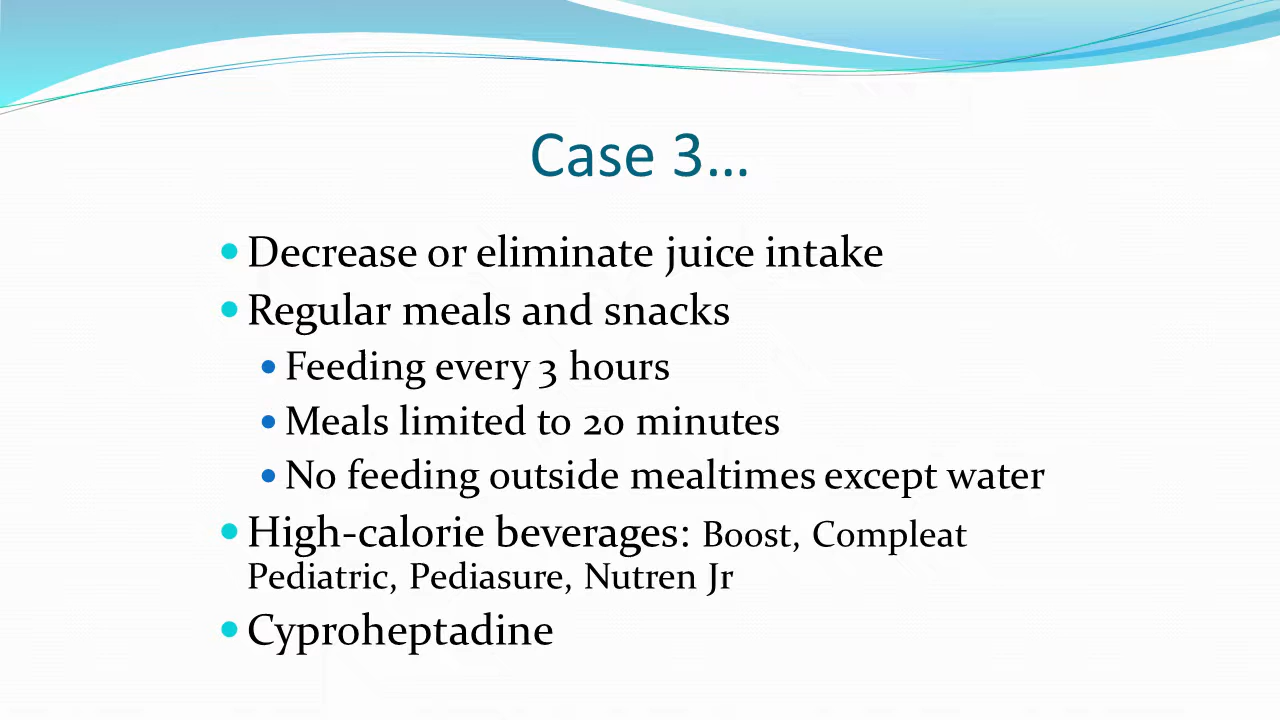 Case 3...
Decrease or eliminate juice intake
Regular meals and snacks
Feeding every 3 hours
Meals limited to 20 minutes
No feeding outside mealtimes except water
High-calorie beverages: Boost, Compleat
Pediatric, Pediasure, Nutren Jr
Cyproheptadine